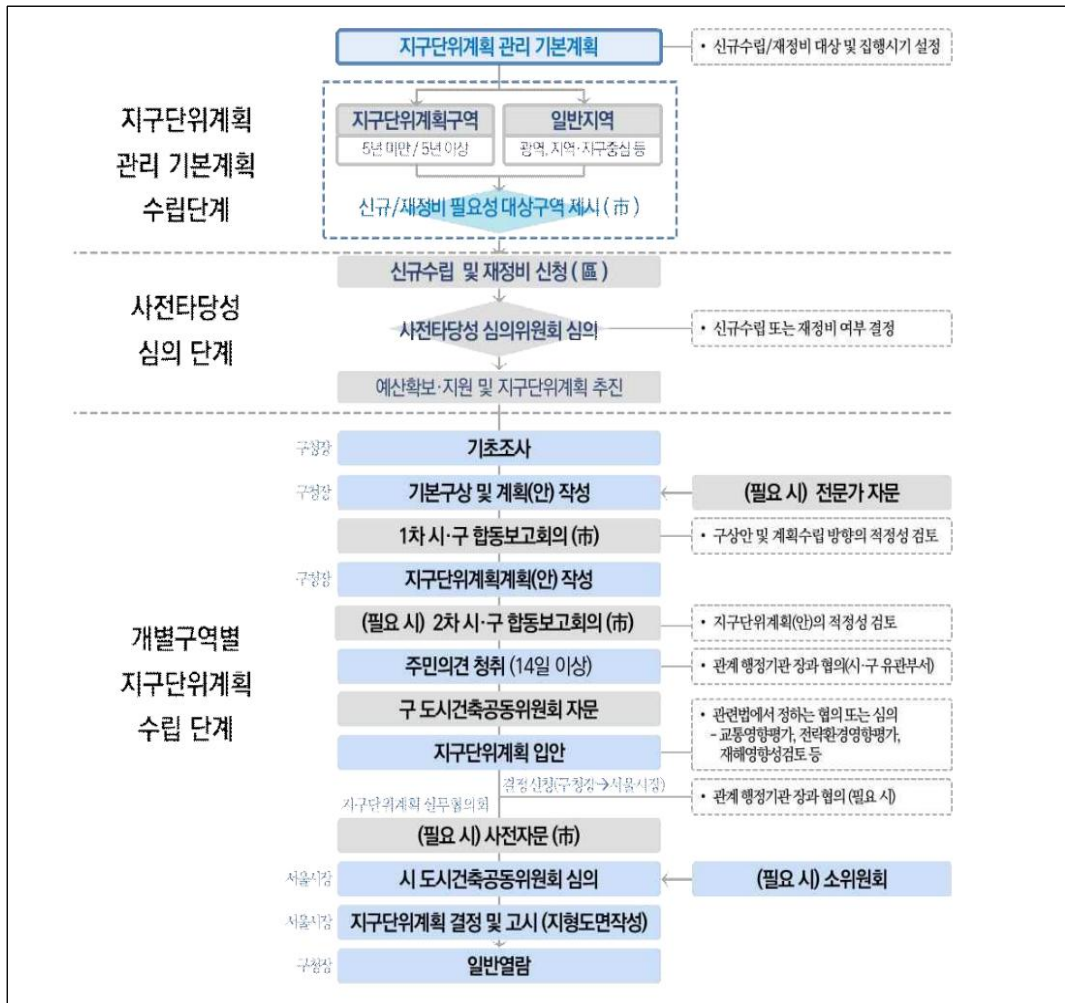 지구단위계획 관리 기본계획
• 신규수립/재정비 대상 및 집행시기 설정
지구단위계획
관리 기본계획
수립단계
지구단위계획구역
5년 미만 / 5년 이상
일반지역
광역, 지역·지구중심 등
신규/재정비 필요성 대상구역 제시 ( 市 )
사전타당성
심의 단계
신규수립 및 재정비 신청 ( 區 )
사전타당성 심의위원회 심의
• 신규수립 또는 재정비 여부 결정
예산확보·지원 및 지구단위계획 추진
개별구역별
지구단위계획
수립 단계
구청장
기초조사
구청장
기본구상 및 계획(안) 작성
(필요 시) 전문가 자문
1차 시·구 합동보고회의 (市)
• 구상안 및 계획수립 방향의 적정성 검토
구청장
지구단위계획계획(안) 작성
(필요 시) 2차 시·구 합동보고회의 (市)
• 지구단위계획(안)의 적정성 검토
주민의견 청취 (14일 이상)
• 관계 행정기관 장과 협의(시·구 유관부서)
구 도시건축공동위원회 자문
지구단위계획 입안
• 관련법에서 정하는 협의 또는 심의
- 교통영향평가, 전략환경영향평가,
재해영향성검토 등
결정 신청(구청장→서울시장)
지구단위계획 실무협의회
• 관계 행정기관 장과 협의 (필요 시)
(필요 시) 사전자문 (市)
서울시장
시 도시건축공동위원회 심의
(필요 시) 소위원회
서울시장
지구단위계획 결정 및 고시 (지형도면작성)
구청장
일반열람